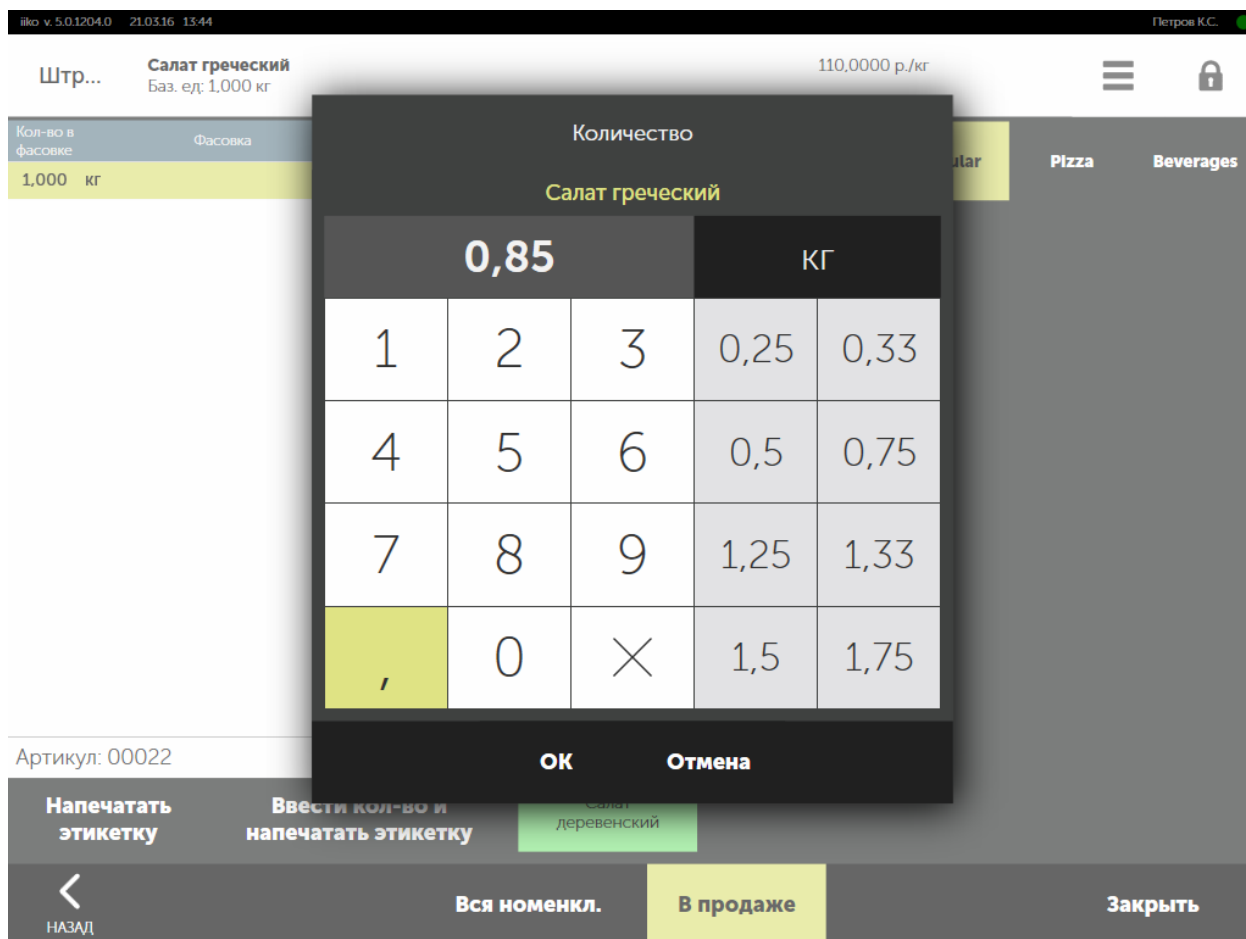 iiko v. 5.0.1204.0 21.03.16 13:44 Петров К.С.
Штр...
Салат греческий
Баз. ед: 1,000 кг
110,0000 р./кг
Кол-во в
фасовке
Фасовка
1,000 кг
Pizza
Beverages
Количество
Салат греческий
0,85 кг
1 2 3 0,25 0,33
4 5 6 0,5 0,75
7 8 9 1,25 1,33
, 0 1,5 1,75
ОК Отмена
Артикул: 00022
Напечатать
этикетку
Ввести кол-во и
напечатать этикетку
Салат
деревенский
НАЗАД
Вся номенкл.
В продаже
Закрыть